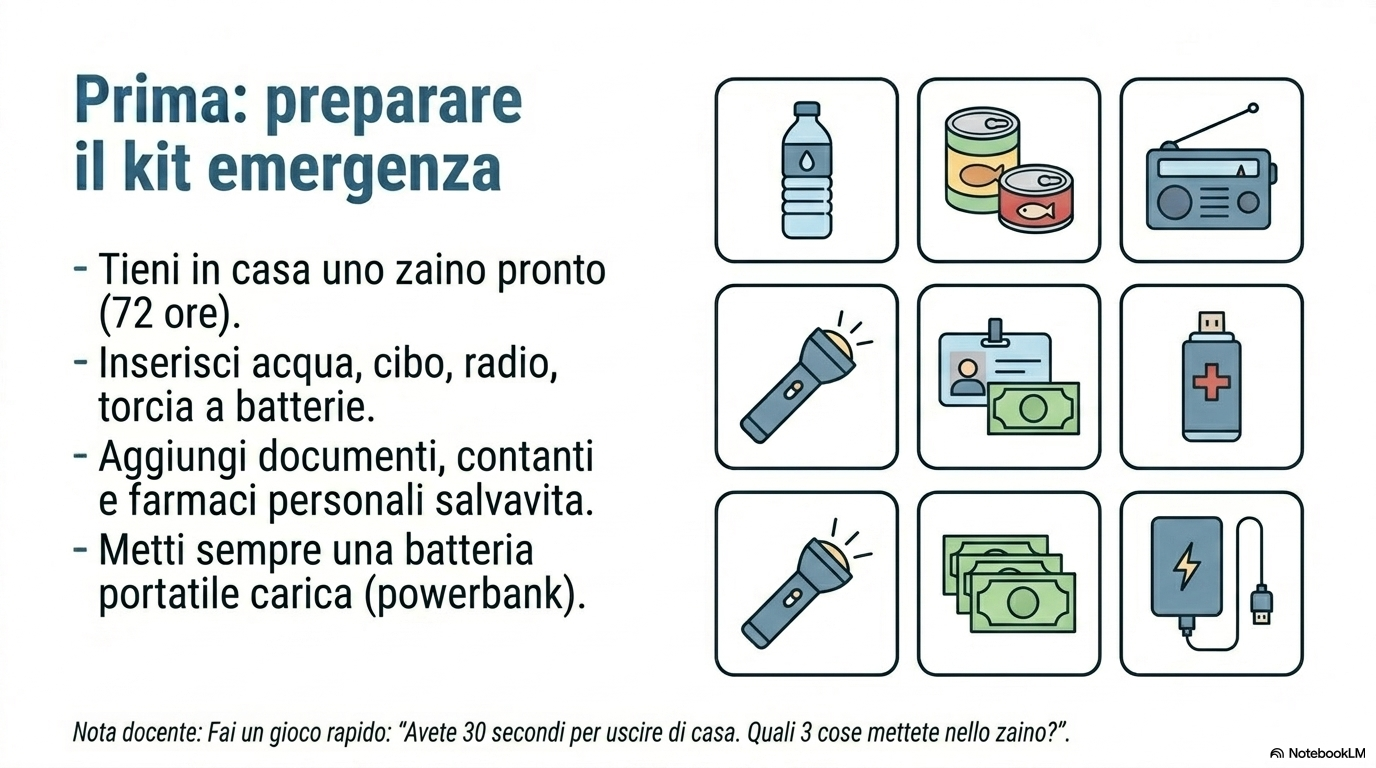 Prima: preparare
il kit emergenza
- Tieni in casa uno zaino pronto
(72 ore).
- Inserisci acqua, cibo, radio,
torcia a batterie.
- Aggiungi documenti, contanti
e farmaci personali salvavita.
- Metti sempre una batteria
portatile carica (powerbank).
Nota docente: Fai un gioco rapido: “Avete 30 secondi per uscire di casa. Quali 3 cose mettete nello zaino?”.
NotebookLM